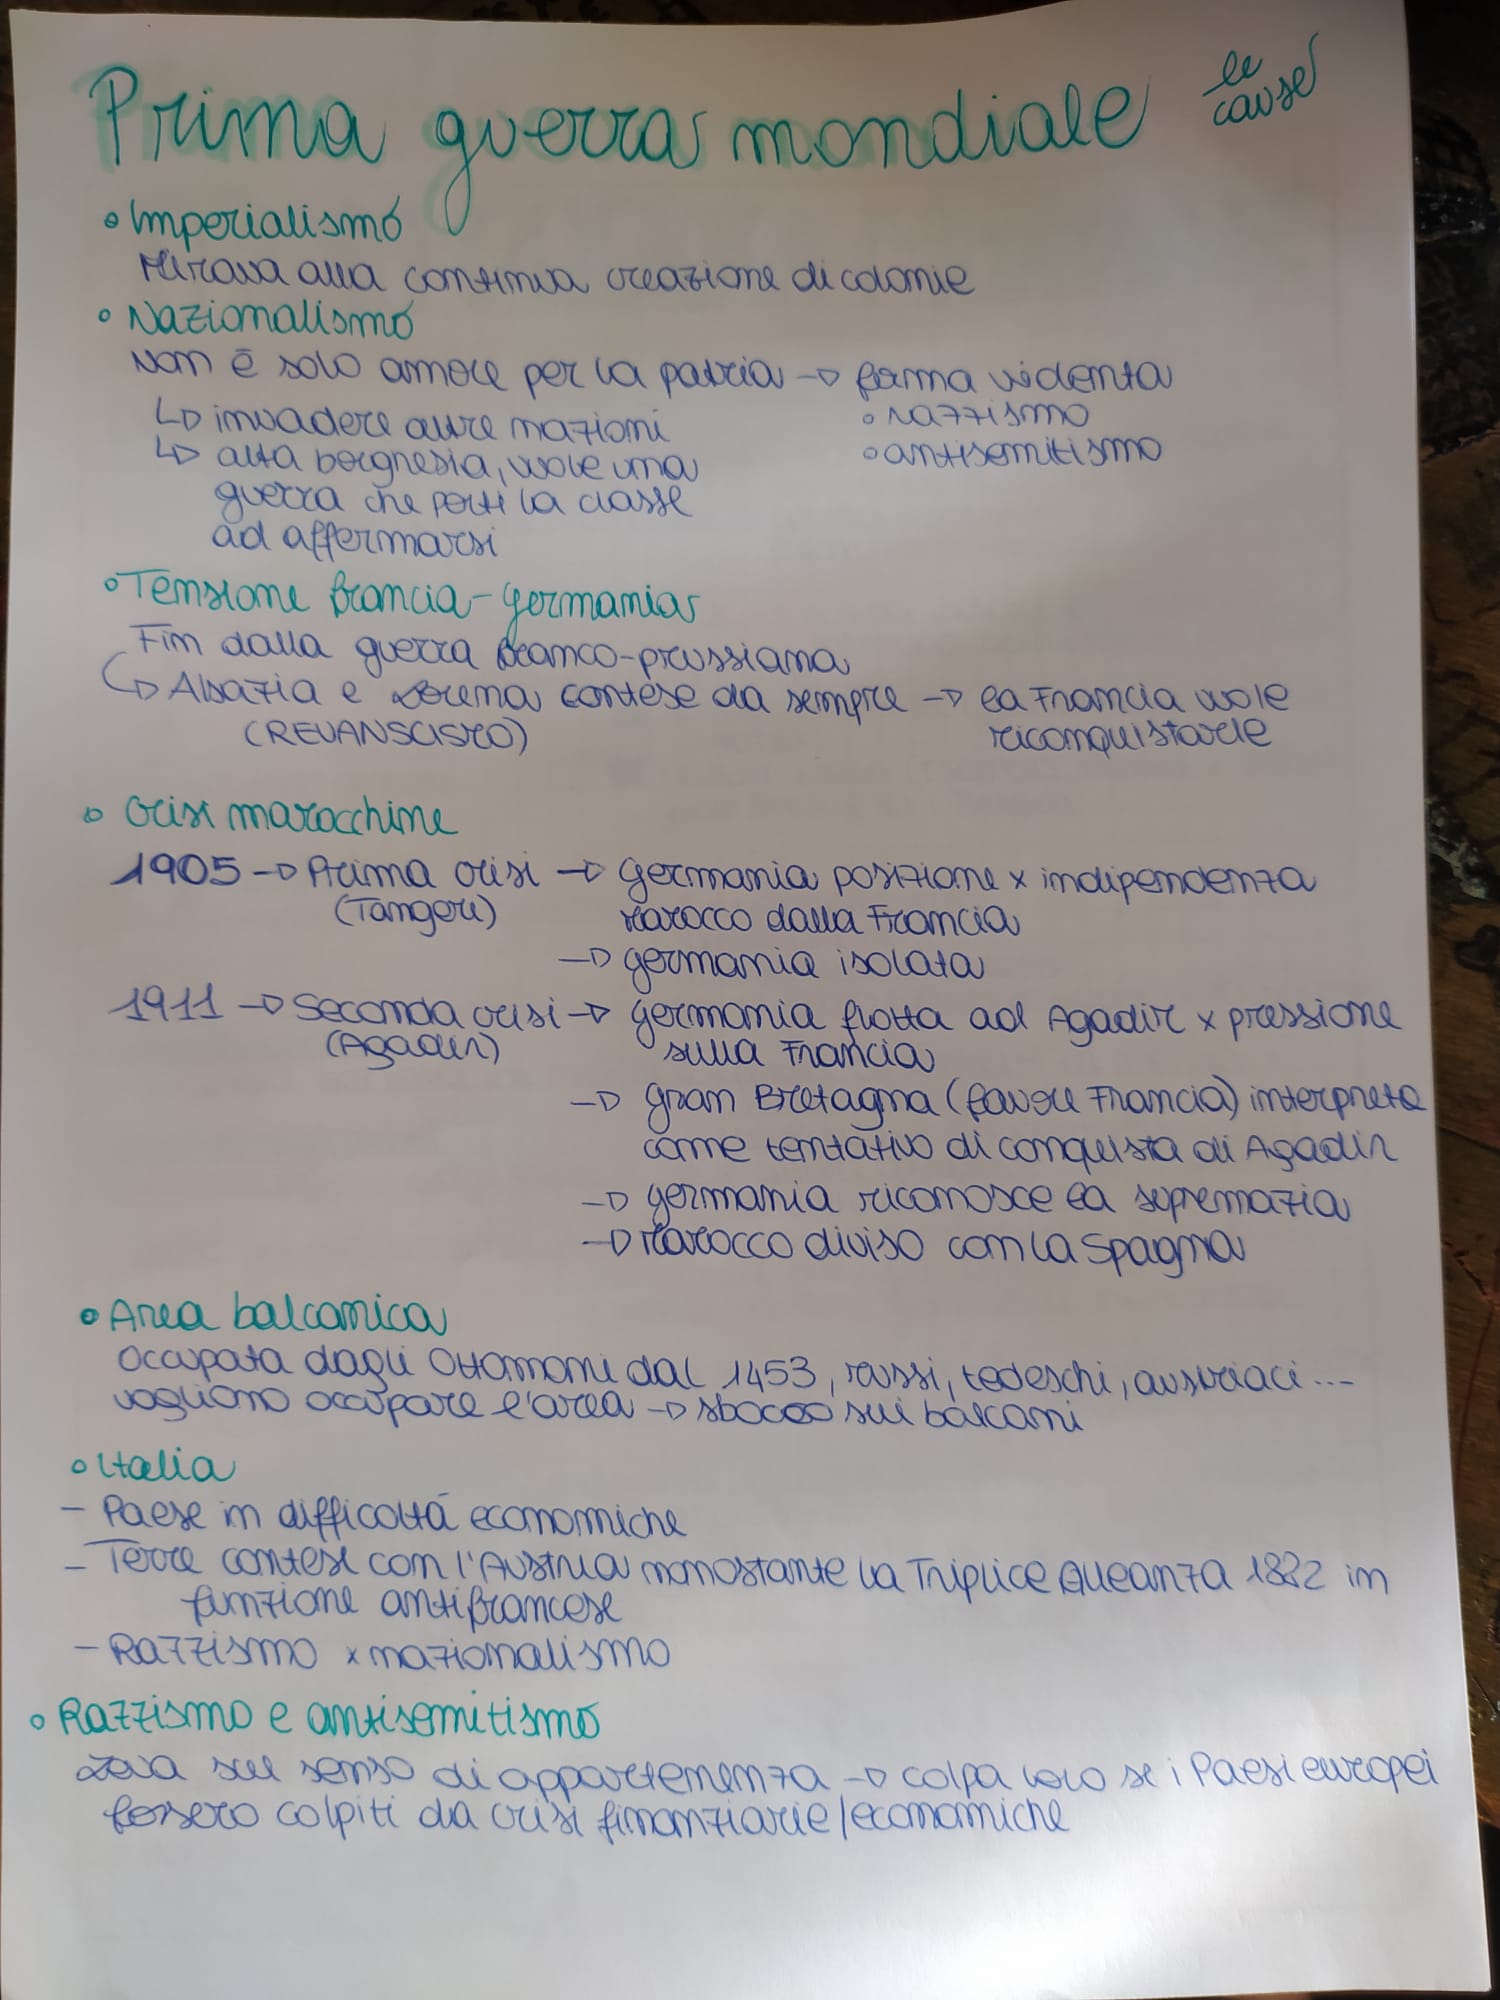 Prima guerra mondiale
le
cause
• Imperialismo
Mirava alla continua creazione di colonie
• Nazionalismo
Non è solo amore per la patria → forma violenta
↳ invadere altre nazioni
• razzismo
↳ alta borghesia, vuole una
• antisemitismo
guerra che porti la classe
ad affermarsi
• Tensione francia-germania
Fin dalla guerra franco-prussiana
↳ Alsazia e Lorena contese da sempre → la Francia vuole
(REVANSCISMO)
riconquistarle
• Crisi marocchine
1905 → Prima crisi → germania posizione x indipendenza
(Tangeri)
Marocco dalla Francia
→ germania isolata
1911 → Seconda crisi → germania flotta ad Agadir x pressione
(Agadir)
sulla Francia
→ gran Bretagna (favore Francia) interpreta
come tentativo di conquista di Agadir
→ germania riconosce la supremazia
→ Marocco diviso con la Spagna
• Area balcanica
Occupata dagli Ottomani dal 1453, russi, tedeschi, austriaci...
vogliono occupare l'area → sbocco sui balcani
• Italia
- Paese in difficoltà economiche
- Terre contese con l'Austria nonostante la Triplice Alleanza 1882 in
funzione antifrancese
- Razzismo x nazionalismo
• Razzismo e antisemitismo
Leva sul senso di appartenenza → colpa loro se i Paesi europei
fossero colpiti da crisi finanziarie/economiche